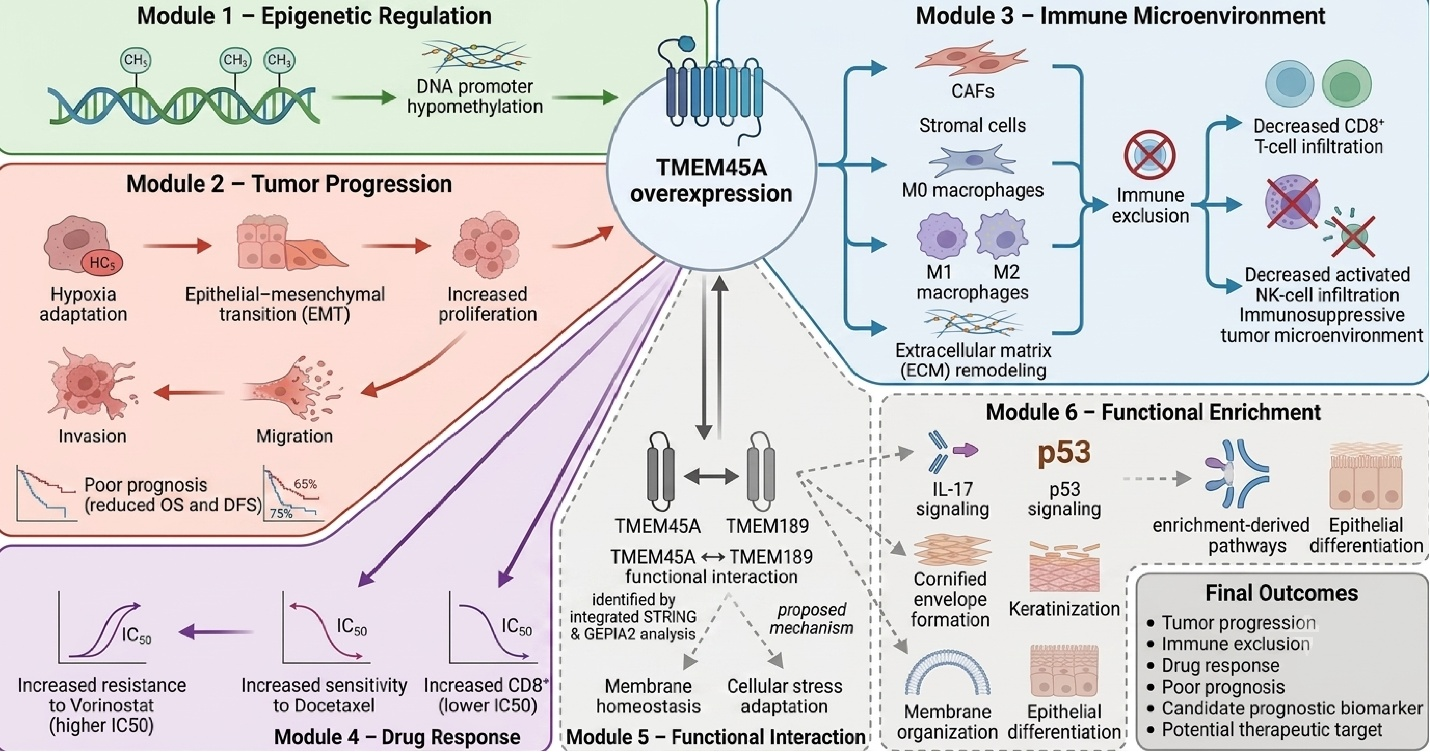 Module 1 – Epigenetic Regulation
CH₅
CH₃
CH₃
DNA promoter
hypomethylation
TMEM45A
overexpression
Module 2 – Tumor Progression
HC₅
Hypoxia
adaptation
Epithelial–mesenchymal
transition (EMT)
Increased
proliferation
Invasion
Migration
Poor prognosis
(reduced OS and DFS)
75%
65%
Module 3 – Immune Microenvironment
CAFs
Stromal cells
M0 macrophages
M1
M2
macrophages
Extracellular matrix
(ECM) remodeling
Immune
exclusion
Decreased CD8⁺
T-cell infiltration
Decreased activated
NK-cell infiltration
Immunosuppressive
tumor microenvironment
IC₅₀
Increased resistance
to Vorinostat
(higher IC50)
IC₅₀
Increased sensitivity
to Docetaxel
IC₅₀
Increased CD8⁺
(lower IC50)
Module 4 – Drug Response
TMEM45A
TMEM189
TMEM45A ↔ TMEM189
functional interaction
identified by
integrated STRING
& GEPIA2 analysis
proposed
mechanism
Membrane
homeostasis
Cellular stress
adaptation
Module 5 – Functional Interaction
Module 6 – Functional Enrichment
IL-17
signaling
p53
p53
signaling
enrichment-derived
pathways
Epithelial
differentiation
Cornified
envelope
formation
Keratinization
Membrane
organization
Epithelial
differentiation
Final Outcomes
• Tumor progression
• Immune exclusion
• Drug response
• Poor prognosis
• Candidate prognostic biomarker
• Potential therapeutic target